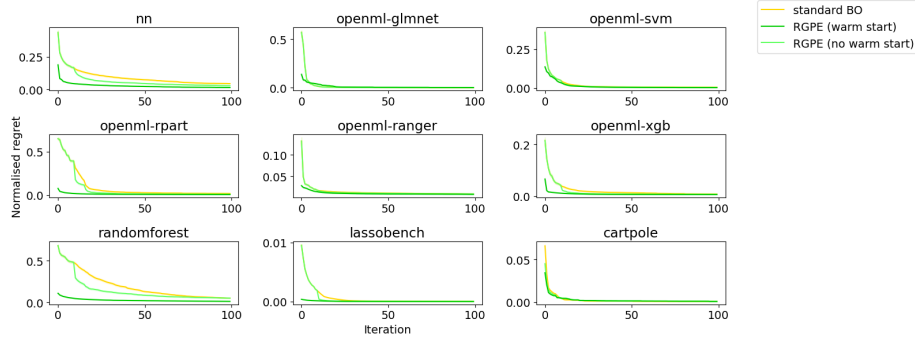 nn
openml-glmnet
openml-svm
standard BO
RGPE (warm start)
RGPE (no warm start)
0.25
0.00
0.5
0.0
0.25
0.00
0 50 100
0 50 100
0 50 100
openml-rpart
openml-ranger
openml-xgb
Normalised regret
0.5
0.0
0.10
0.05
0.2
0.0
0 50 100
0 50 100
0 50 100
randomforest
lassobench
cartpole
0.5
0.0
0.01
0.00
0.05
0.00
0 50 100
0 50 100
0 50 100
Iteration